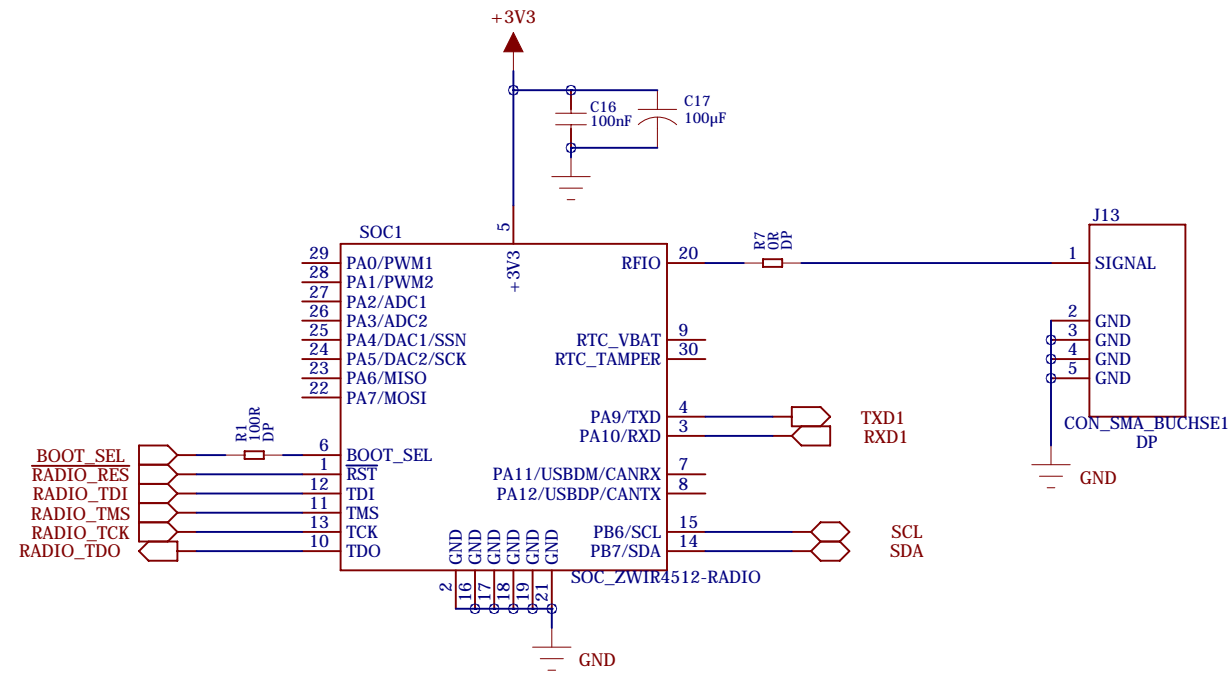 +3V3
C16
100nF
C17
100µF
SOC1
5
+3V3
29
PA0/PWM1
28
PA1/PWM2
27
PA2/ADC1
26
PA3/ADC2
25
PA4/DAC1/SSN
24
PA5/DAC2/SCK
23
PA6/MISO
22
PA7/MOSI
RFIO
20
R7
0R
DP
J13
1
SIGNAL
2
GND
3
GND
4
GND
5
GND
CON_SMA_BUCHSE1
DP
GND
RTC_VBAT
9
RTC_TAMPER
30
PA9/TXD
4
TXD1
PA10/RXD
3
RXD1
R1
100R
DP
BOOT_SEL
6
BOOT_SEL
RADIO_RES
1
RST
RADIO_TDI
12
TDI
RADIO_TMS
11
TMS
RADIO_TCK
13
TCK
RADIO_TDO
10
TDO
PA11/USBDM/CANRX
7
PA12/USBDP/CANTX
8
PB6/SCL
15
SCL
PB7/SDA
14
SDA
GND
GND
GND
GND
GND
GND
SOC_ZWIR4512-RADIO
2
16
17
18
19
21
GND